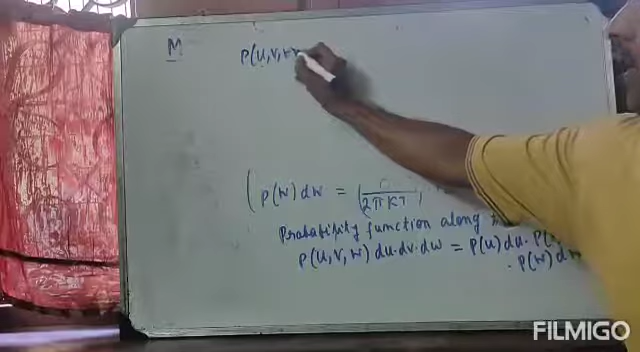 M
P(u,v,w
( P(w)dw = ( / 2πKT )
Probability function along
P(u,v,w) du.dv.dw = P(u)du. P(
. P(w)dw
FILMIGO